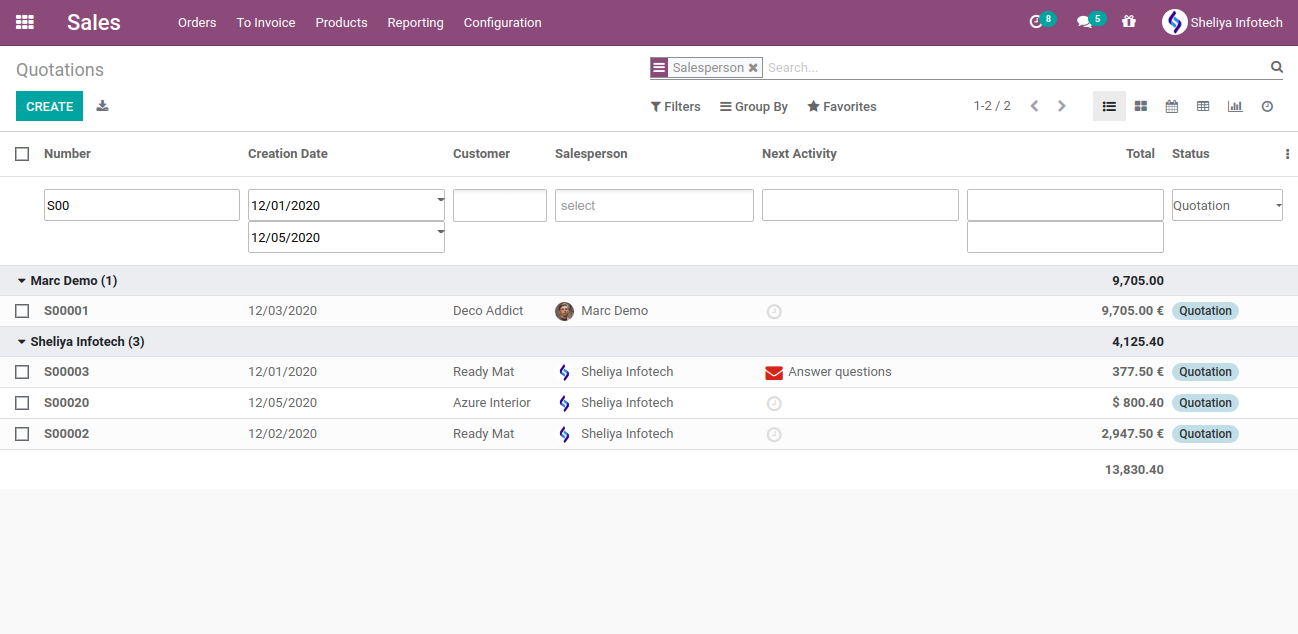 Sales Orders To Invoice Products Reporting Configuration 8 5 Sheliya Infotech
Quotations Salesperson Search...
CREATE Filters Group By Favorites 1-2 / 2
Number Creation Date Customer Salesperson Next Activity Total Status
S00 12/01/2020 select Quotation
12/05/2020
Marc Demo (1) 9,705.00
S00001 12/03/2020 Deco Addict Marc Demo 9,705.00 € Quotation
Sheliya Infotech (3) 4,125.40
S00003 12/01/2020 Ready Mat Sheliya Infotech Answer questions 377.50 € Quotation
S00020 12/05/2020 Azure Interior Sheliya Infotech $ 800.40 Quotation
S00002 12/02/2020 Ready Mat Sheliya Infotech 2,947.50 € Quotation
13,830.40